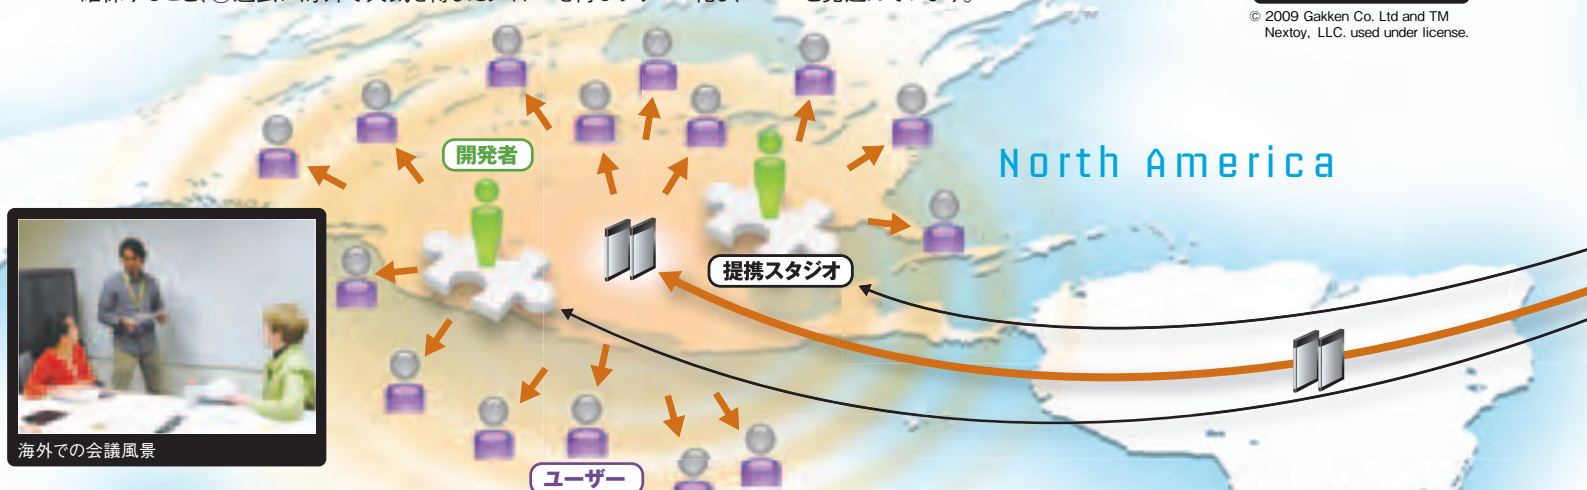 © 2009 Gakken Co. Ltd and TM
Nextoy, LLC. used under license.
開発者
North America
提携スタジオ
海外での会議風景
ユーザー